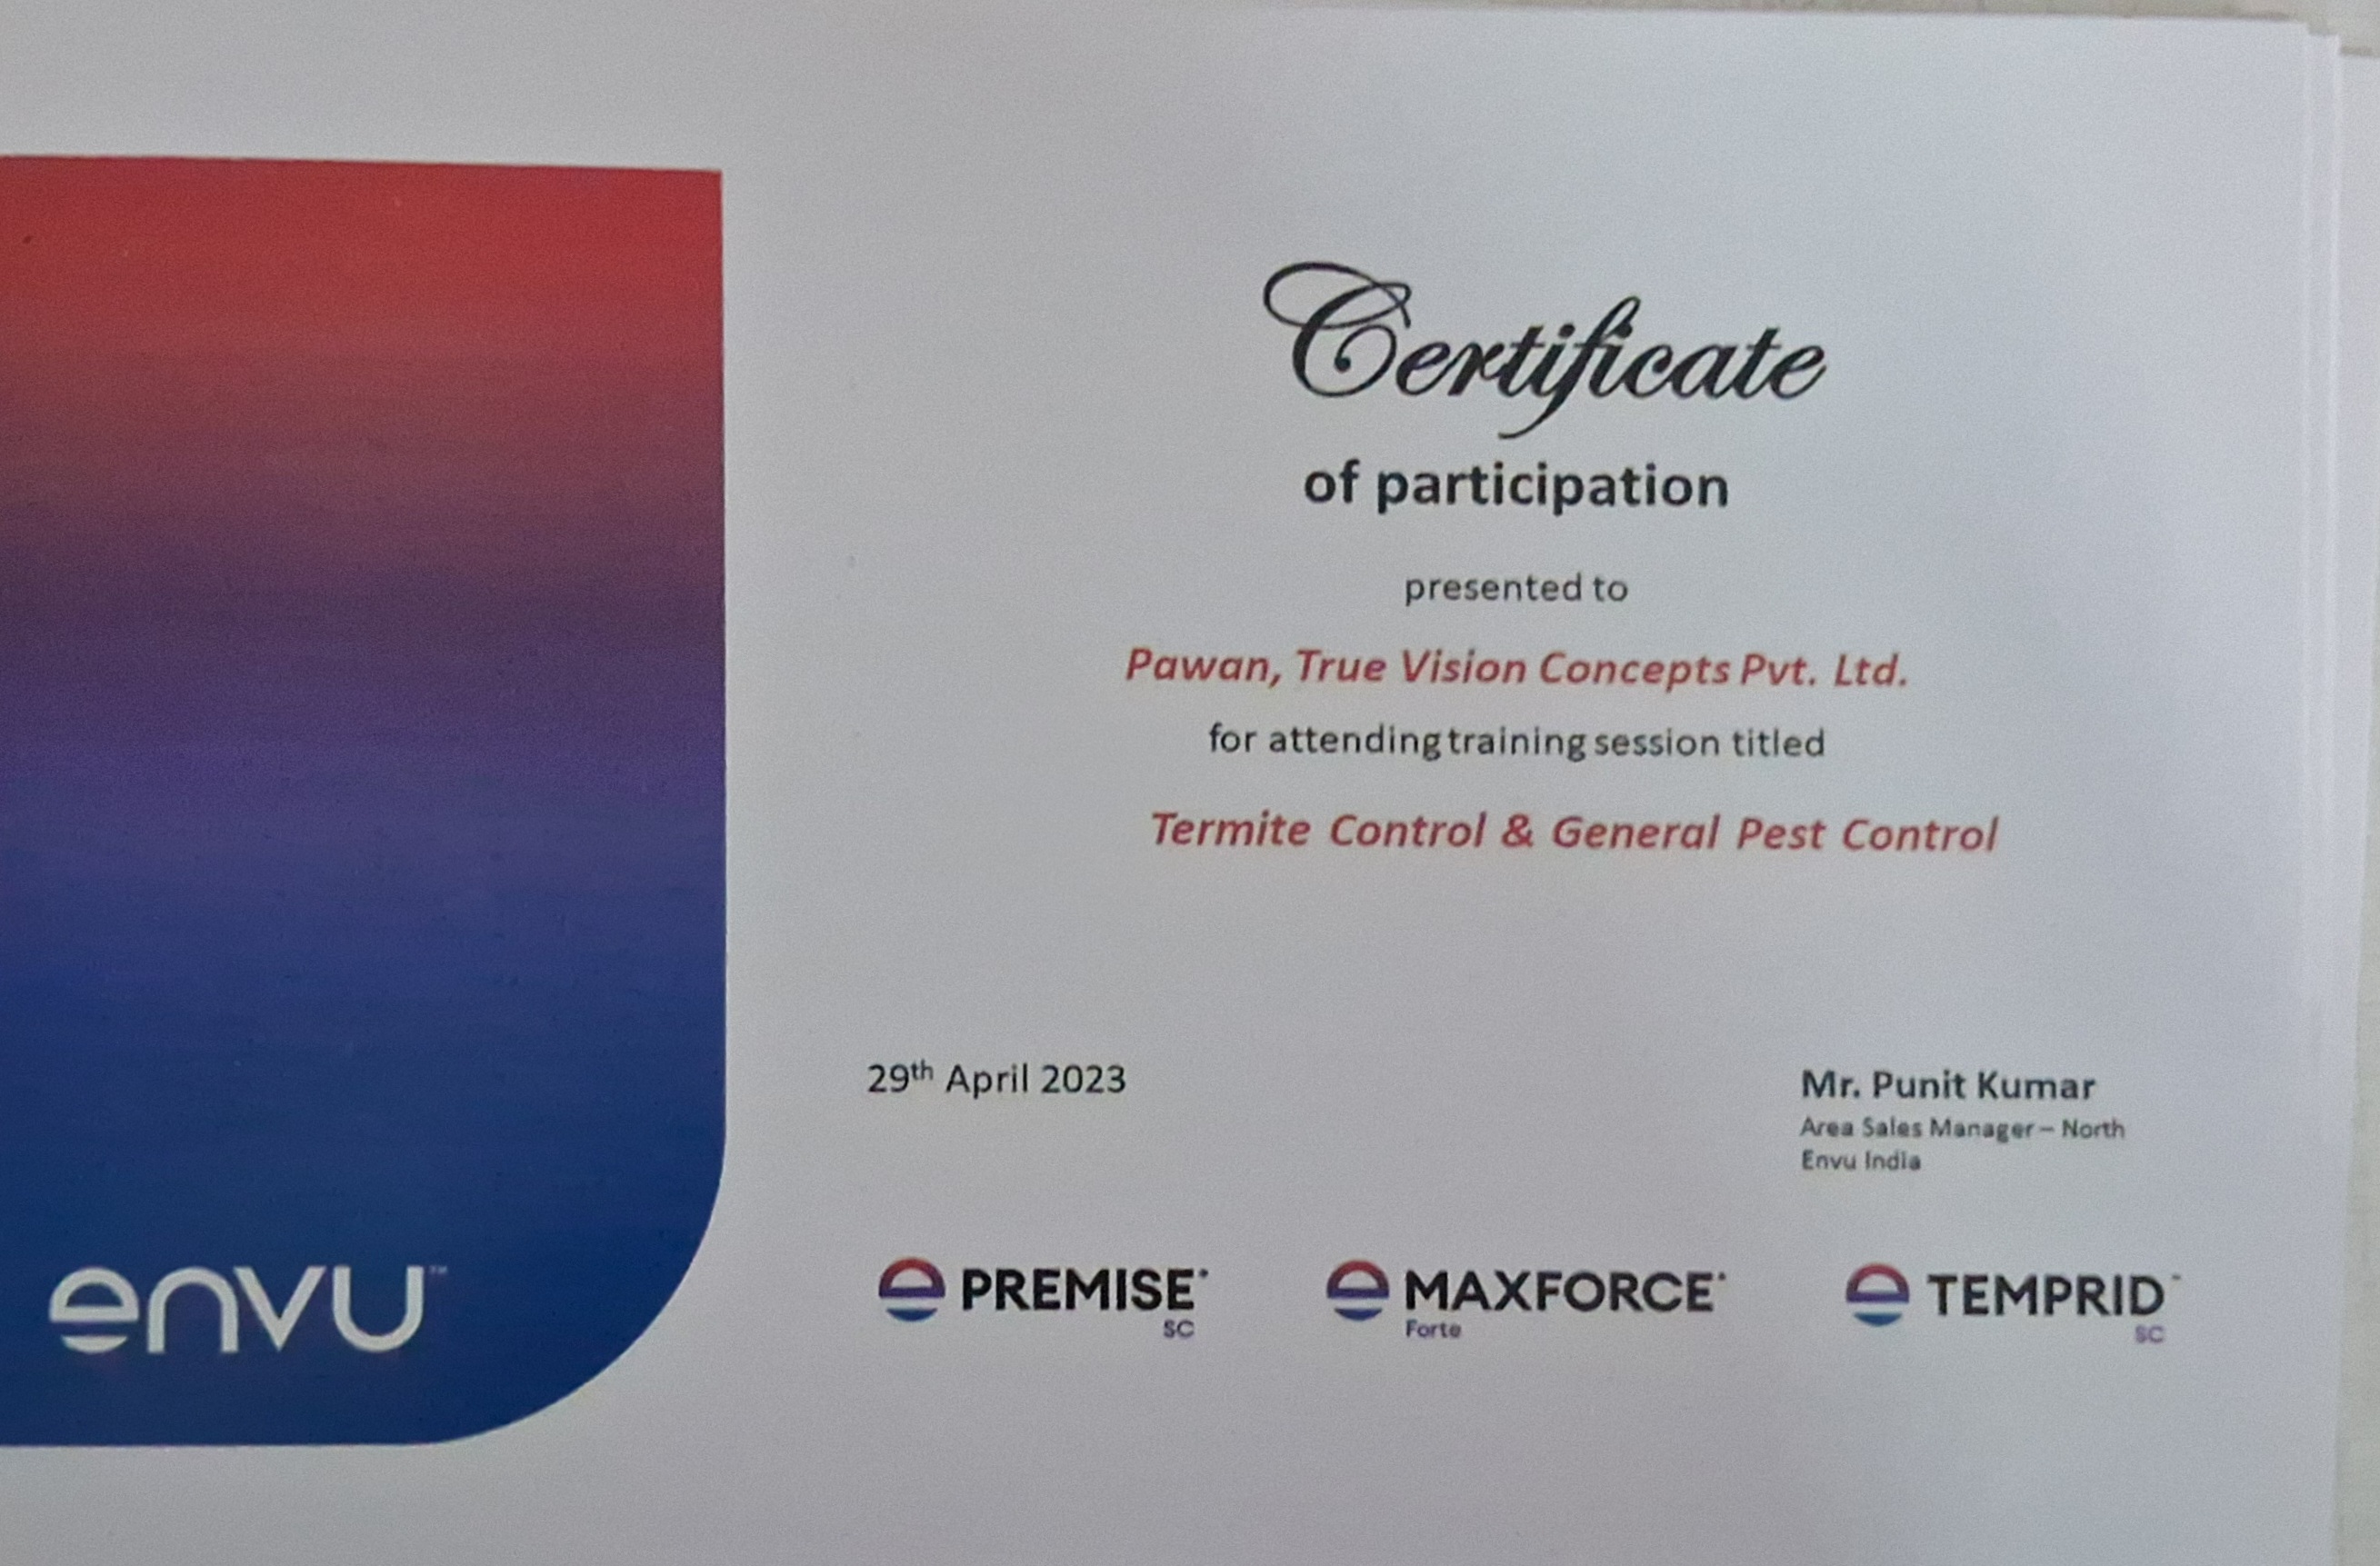 Certificate
of participation
presented to
Pawan, True Vision Concepts Pvt. Ltd.
for attending training session titled
Termite Control & General Pest Control
29th April 2023
Mr. Punit Kumar
Area Sales Manager – North
Envu India
envu™
PREMISE®
SC
MAXFORCE®
Forte
TEMPRID™
SC